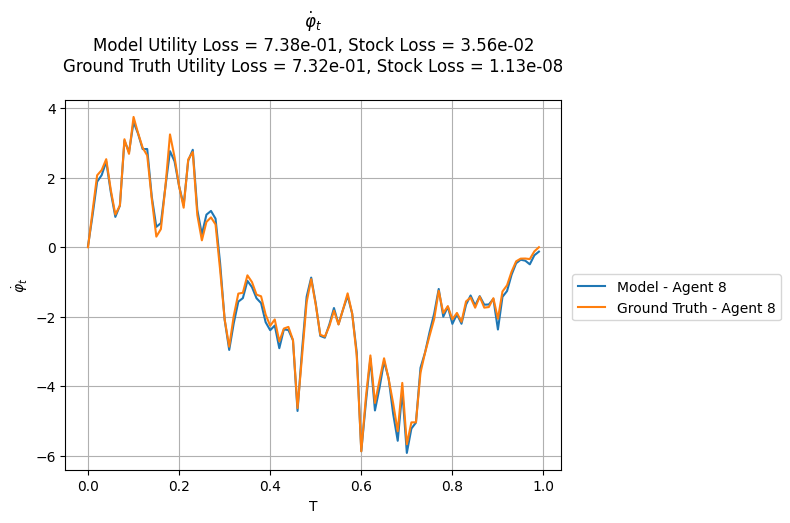 φ̇ₜ
Model Utility Loss = 7.38e-01, Stock Loss = 3.56e-02
Ground Truth Utility Loss = 7.32e-01, Stock Loss = 1.13e-08
4
2
0
−2
−4
−6
φ̇ₜ
0.0 0.2 0.4 0.6 0.8 1.0
T
Model - Agent 8
Ground Truth - Agent 8